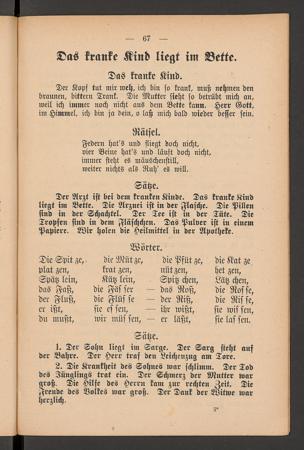 — 67 —
Das kranke Kind liegt im Bette.
Das kranke Kind.
Der Kopf tut mir weh, ich bin so krank, muß nehmen den
braunen, bittern Trank. Die Mutter sieht so betrübt mich an,
weil ich immer noch nicht aus dem Bette kann. Herr Gott,
im Himmel, ich bin ja dein, o laß mich bald wieder besser sein.
Rätsel.
Federn hat's und fliegt doch nicht,
vier Beine hat's und läuft doch nicht,
immer steht es mäuschenstill,
weiter nichts als Ruh' es will.
Sätze.
Der Arzt ist bei dem kranken Kinde. Das kranke Kind
liegt im Bette. Die Arznei ist in der Flasche. Die Pillen
sind in der Schachtel. Der Tee ist in der Tüte. Die
Tropfen sind in dem Fläschchen. Das Pulver ist in einem
Papiere. Wir holen die Heilmittel in der Apotheke.
Wörter.
Die Spit ze, die Müt ze, die Pfüt ze, die Kat ze
plat zen, krat zen, nüt zen, het zen.
Spätz lein, Kätz lein, — Spitz chen, Lätz chen,
das Faß, die Fäs ser — das Roß, die Ros se,
der Fluß, die Flüs se — der Riß, die Ris se,
er ißt, sie es sen, — ihr wißt, sie wis sen,
du mußt, wir müs sen, — er läßt, sie las sen.
Sätze.
1. Der Sohn liegt im Sarge. Der Sarg steht auf
der Bahre. Der Herr traf den Leichenzug am Tore.
2. Die Krankheit des Sohnes war schlimm. Der Tod
des Jünglings trat ein. Der Schmerz der Mutter war
groß. Die Hilfe des Herrn kam zur rechten Zeit. Die
Freude des Volkes war groß. Der Dank der Witwe war
herzlich.